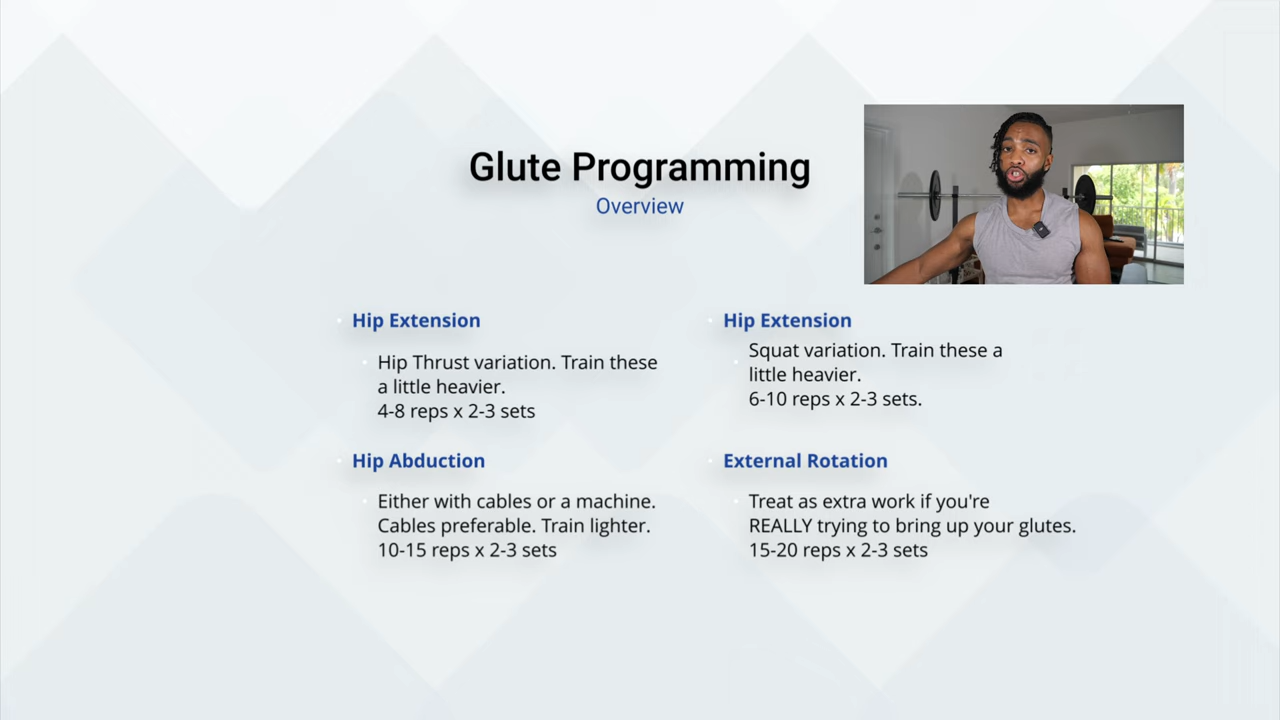 Glute Programming
Overview
Hip Extension
Hip Thrust variation. Train these
a little heavier.
4-8 reps x 2-3 sets
Hip Extension
Squat variation. Train these a
little heavier.
6-10 reps x 2-3 sets.
Hip Abduction
Either with cables or a machine.
Cables preferable. Train lighter.
10-15 reps x 2-3 sets
External Rotation
Treat as extra work if you're
REALLY trying to bring up your glutes.
15-20 reps x 2-3 sets